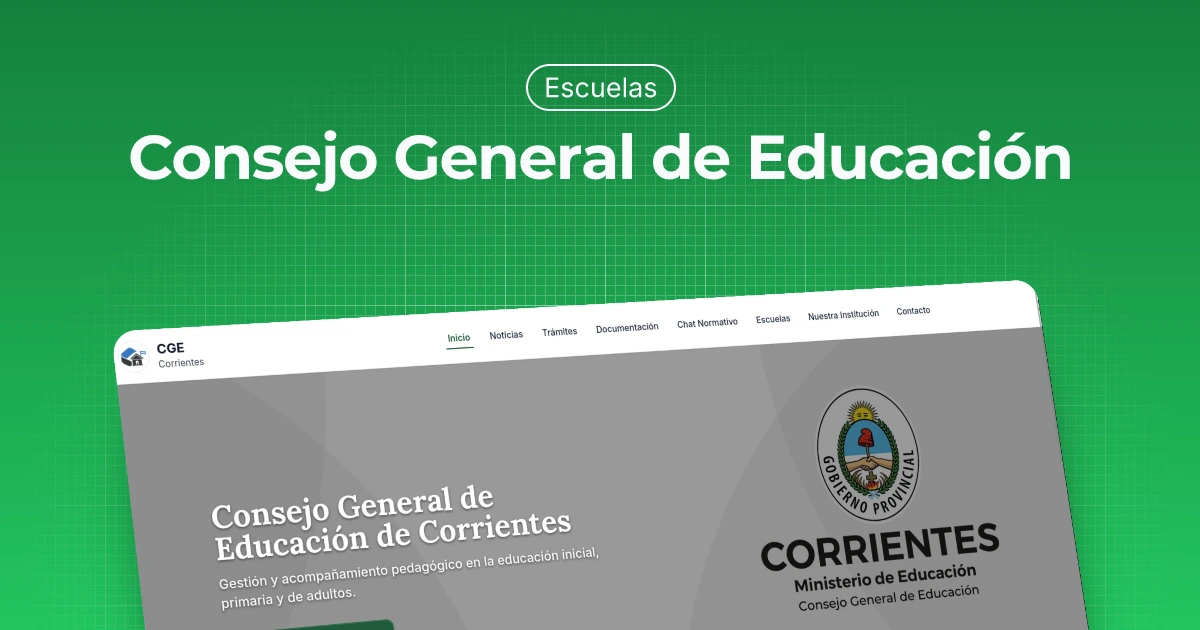 Escuelas
Consejo General de Educación
CGE
Corrientes
Inicio Noticias Trámites Documentación Chat Normativo Escuelas Nuestra Institución Contacto
Consejo General de
Educación de Corrientes
Gestión y acompañamiento pedagógico en la educación inicial,
primaria y de adultos.
GOBIERNO PROVINCIAL
CORRIENTES
Ministerio de Educación
Consejo General de Educación